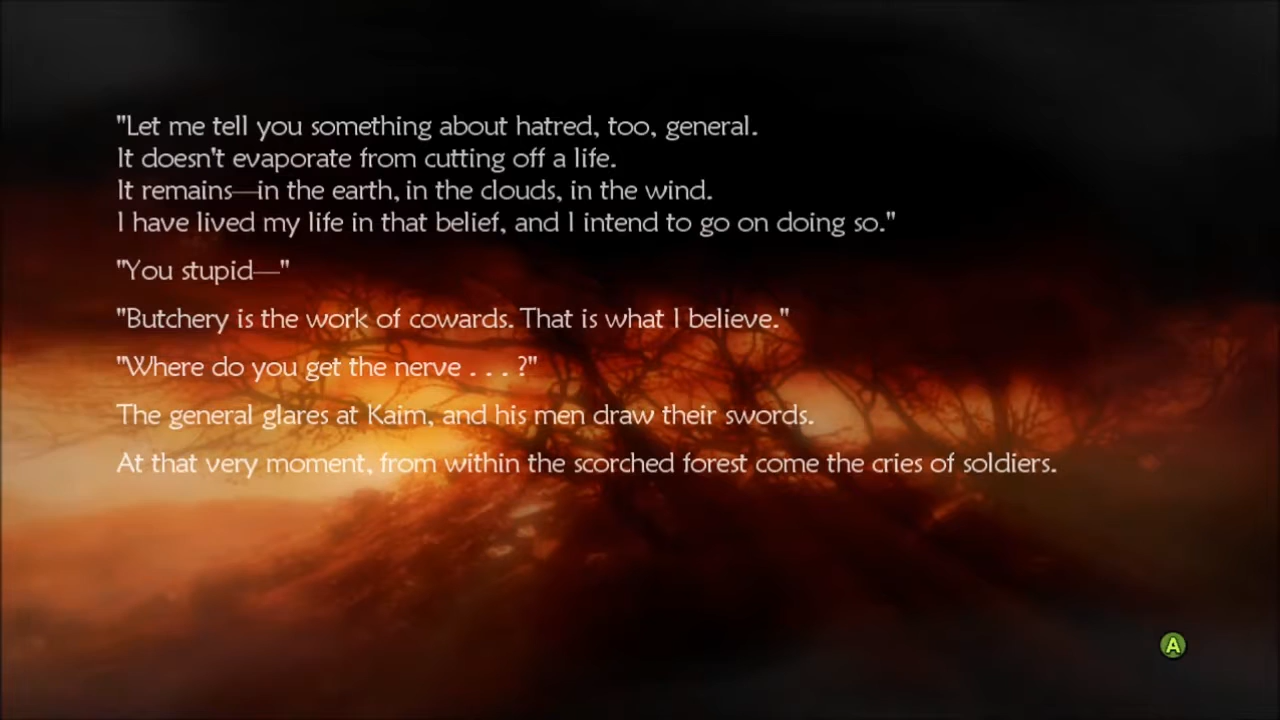 "Let me tell you something about hatred, too, general.
It doesn't evaporate from cutting off a life.
It remains—in the earth, in the clouds, in the wind.
I have lived my life in that belief, and I intend to go on doing so."
"You stupid—"
"Butchery is the work of cowards. That is what I believe."
"Where do you get the nerve . . . ?"
The general glares at Kaim, and his men draw their swords.
At that very moment, from within the scorched forest come the cries of soldiers.
A